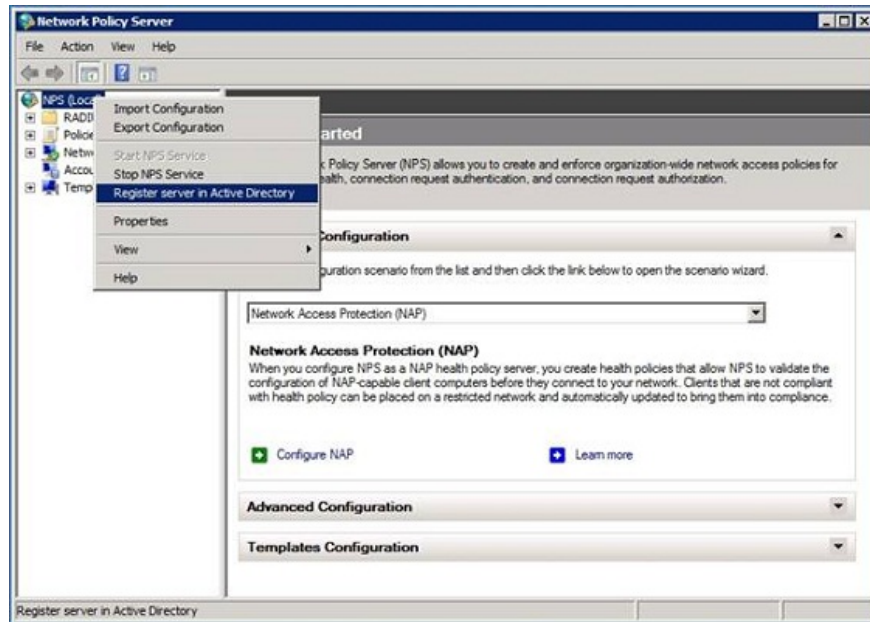 Network Policy Server
File Action View Help
NPS (Loca
RADI
Import Configuration
Policie
Export Configuration
Netw
Start NPS Service
Accou
Stop NPS Service
Temp
Register server in Active Directory
Properties
View
Help
arted
k Policy Server (NPS) allows you to create and enforce organization-wide network access policies for
ealth, connection request authentication, and connection request authorization.
Configuration
guration scenario from the list and then click the link below to open the scenario wizard.
Network Access Protection (NAP)
Network Access Protection (NAP)
When you configure NPS as a NAP health policy server, you create health policies that allow NPS to validate the
configuration of NAP-capable client computers before they connect to your network. Clients that are not compliant
with health policy can be placed on a restricted network and automatically updated to bring them into compliance.
Configure NAP Learn more
Advanced Configuration
Templates Configuration
Register server in Active Directory